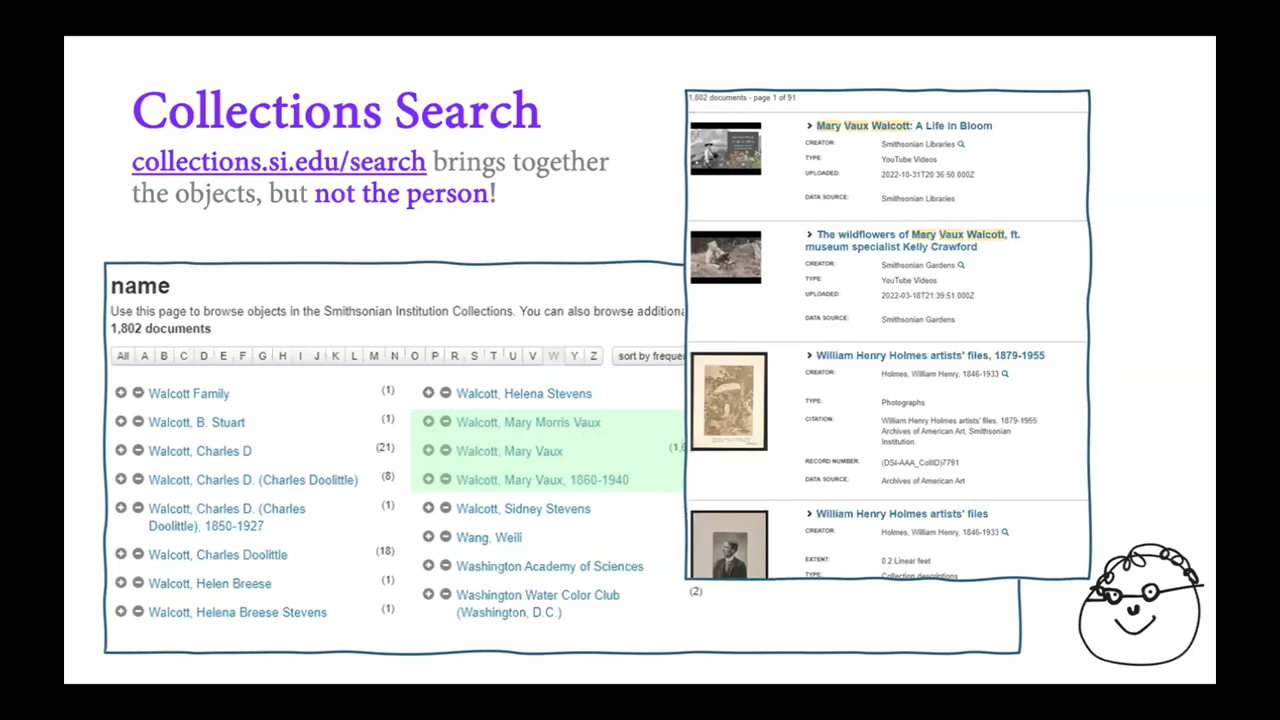 Collections Search
collections.si.edu/search brings together
the objects, but not the person!
name
Use this page to browse objects in the Smithsonian Institution Collections. You can also browse
1,802 documents
All A B C D E F G H I J K L M N O P R S T U V W Y Z sort by
Walcott Family (1)
Walcott, B. Stuart (1)
Walcott, Charles D (21)
Walcott, Charles D. (Charles Doolittle) (8)
Walcott, Charles D. (Charles (1)
Doolittle), 1850-1927
Walcott, Charles Doolittle (18)
Walcott, Helen Breese (1)
Walcott, Helena Breese Stevens (1)
Walcott, Helena Stevens
Walcott, Mary Morris Vaux
Walcott, Mary Vaux
Walcott, Mary Vaux, 1860-1940
Walcott, Sidney Stevens
Wang, Weili
Washington Academy of Sciences
Washington Water Color Club (2)
(Washington, D.C.)
1,802 documents - page 1 of 91
Mary Vaux Walcott: A Life in Bloom
CREATOR: Smithsonian Libraries
TYPE: YouTube Videos
UPLOADED: 2022-10-31T20:36:50.000Z
DATA SOURCE: Smithsonian Libraries
The wildflowers of Mary Vaux Walcott, ft.
museum specialist Kelly Crawford
CREATOR: Smithsonian Gardens
TYPE: YouTube Videos
UPLOADED: 2022-03-18T21:39:51.000Z
DATA SOURCE: Smithsonian Gardens
William Henry Holmes artists' files, 1879-1955
CREATOR: Holmes, William Henry, 1846-1933
TYPE: Photographs
CITATION: William Henry Holmes artists' files, 1879-1955
Archives of American Art, Smithsonian
Institution.
RECORD NUMBER: (DSI-AAA_CollID)7791
DATA SOURCE: Archives of American Art
William Henry Holmes artists' files
CREATOR: Holmes, William Henry, 1846-1933
EXTENT: 0.2 Linear feet
TYPE: Collection descriptions